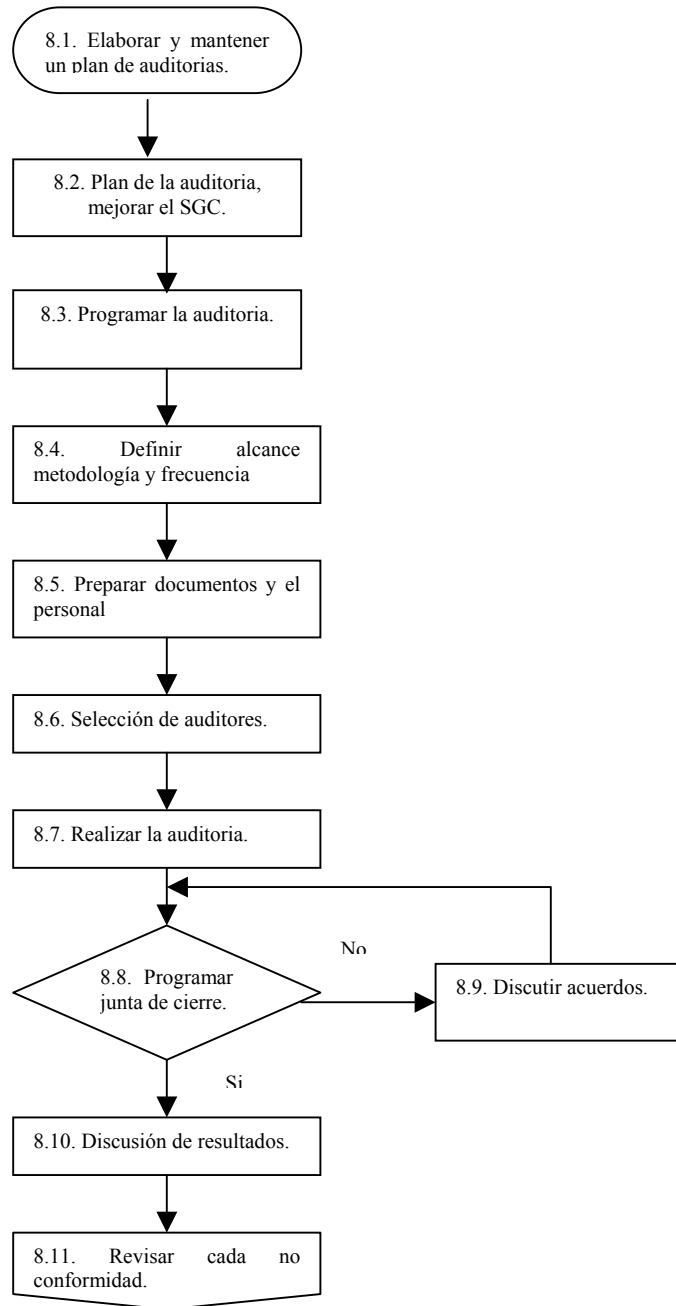 8.1. Elaborar y mantener
un plan de auditorias.
8.2. Plan de la auditoria,
mejorar el SGC.
8.3. Programar la auditoria.
8.4. Definir alcance
metodología y frecuencia
8.5. Preparar documentos y el
personal
8.6. Selección de auditores.
8.7. Realizar la auditoria.
No
8.8. Programar
junta de cierre.
8.9. Discutir acuerdos.
Si
8.10. Discusión de resultados.
8.11. Revisar cada no
conformidad.